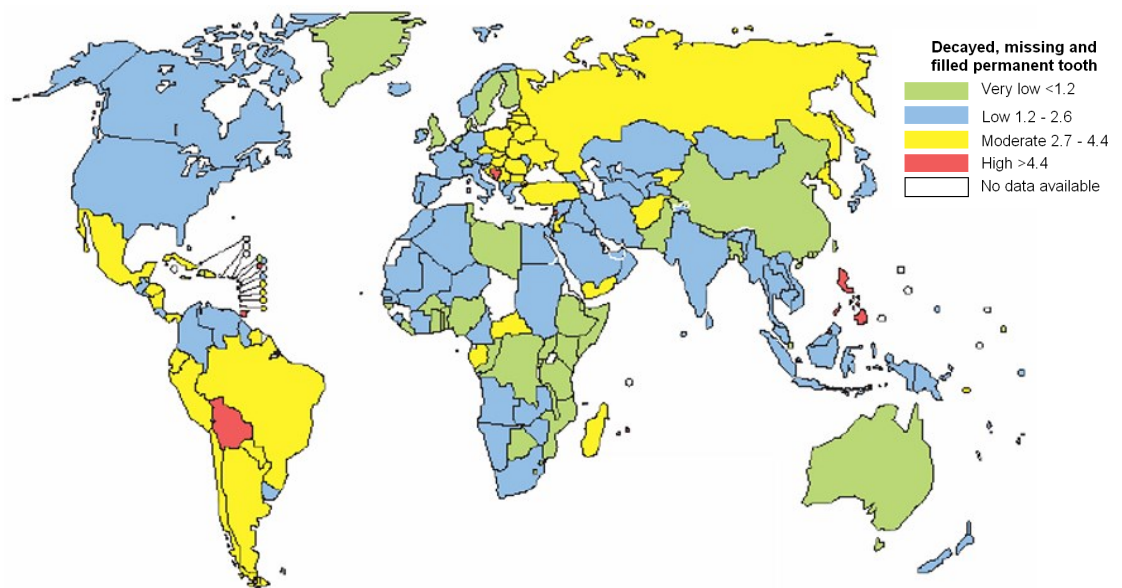 Decayed, missing and
filled permanent tooth
Very low <1.2
Low 1.2 - 2.6
Moderate 2.7 - 4.4
High >4.4
No data available